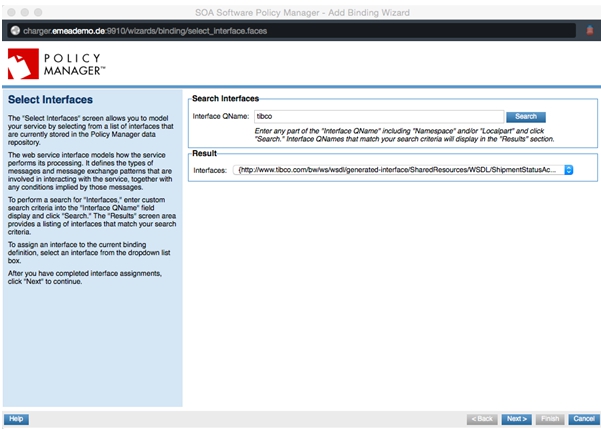 SOA Software Policy Manager - Add Binding Wizard
charger.emeademo.de:9910/wizards/binding/select_interface.faces
POLICY
MANAGER™
Select Interfaces
The "Select Interfaces" screen allows you to model
your service by selecting from a list of interfaces that
are currently stored in the Policy Manager data
repository.
The web service interface models how the service
performs its processing. It defines the types of
messages and message exchange patterns that are
involved in interacting with the service, together with
any conditions implied by those messages.
To perform a search for "Interfaces," enter custom
search criteria into the "Interface QName" field
display and click "Search." The "Results" screen area
provides a listing of interfaces that match your search
criteria.
To assign an interface to the current binding
definition, select an interface from the dropdown list
box.
After you have completed interface assignments,
click "Next" to continue.
Search Interfaces
Interface QName: tibco Search
Enter any part of the "Interface QName" including "Namespace" and/or "Localpart" and click
"Search." Interface QNames that match your search criteria will display in the "Results" section.
Result
Interfaces: {http://www.tibco.com/bw/ws/wsdl/generated-interface/SharedResources/WSDL/ShipmentStatusAc...
Help < Back Next > Finish Cancel